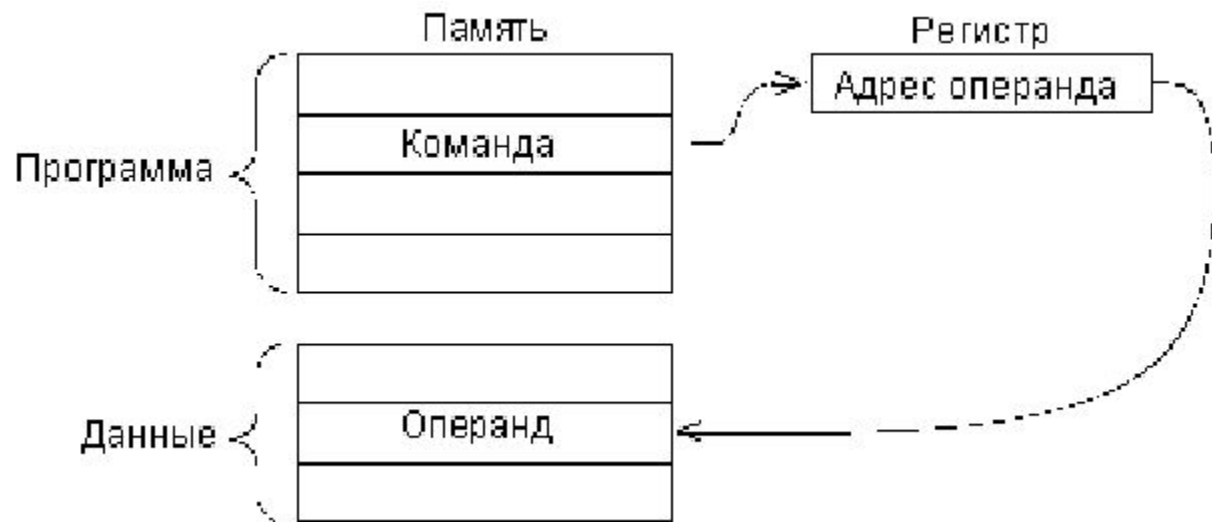 Память
Регистр
Адрес операнда
Команда
Программа
Операнд
Данные